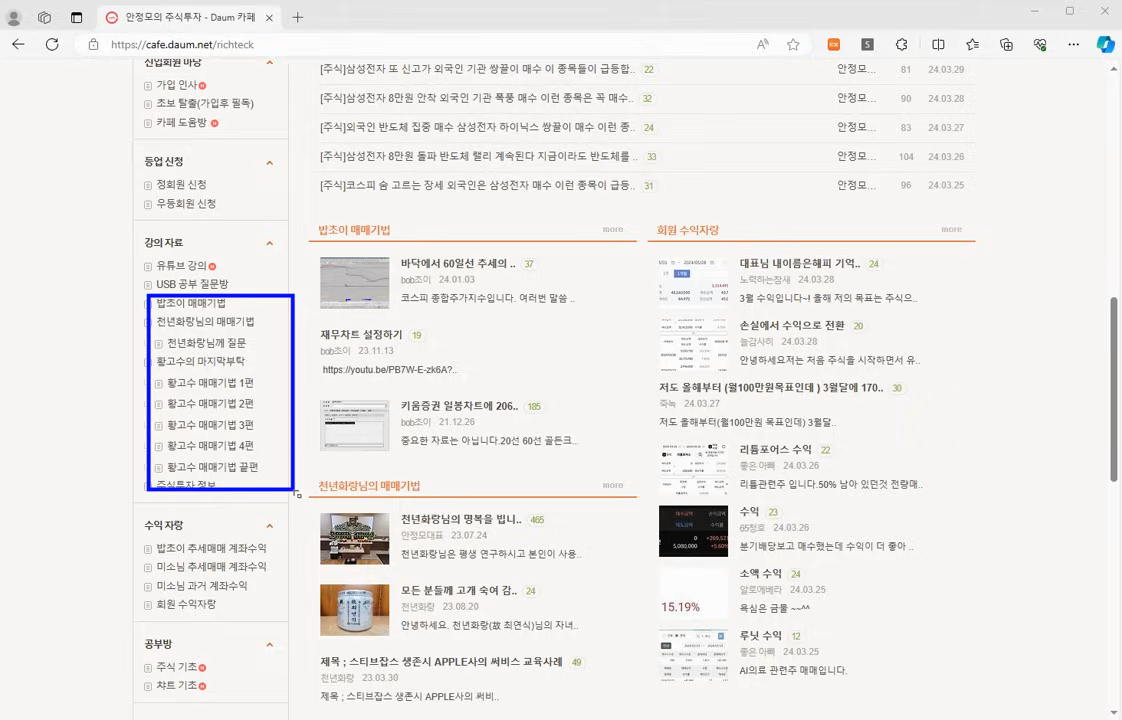 안정모의 주식투자 - Daum 카페
https://cafe.daum.net/richteck
신입회원 마당
가입 인사
초보 탈출(가입후 필독)
카페 도움방
등업 신청
정회원 신청
우등회원 신청
강의 자료
유튜브 강의
USB 공부 질문방
밥조이 매매기법
천년화랑님의 매매기법
천년화랑님께 질문
황고수의 마지막부탁
황고수 매매기법 1편
황고수 매매기법 2편
황고수 매매기법 3편
황고수 매매기법 4편
황고수 매매기법 끝편
주식투자 정보
수익 자랑
밥조이 추세매매 계좌수익
미소님 추세매매 계좌수익
미소님 과거 계좌수익
회원 수익자랑
공부방
주식 기초
챠트 기초
[주식]삼성전자 또 신고가 외국인 기관 쌍끌이 매수 이 종목들이 급등합.. 22 안정모... 81 24.03.29
[주식]삼성전자 8만원 안착 외국인 기관 폭풍 매수 이런 종목은 꼭 매수.. 32 안정모... 90 24.03.28
[주식]외국인 반도체 집중 매수 삼성전자 하이닉스 쌍끌이 매수 이런 종.. 24 안정모... 83 24.03.27
[주식]삼성전자 8만원 돌파 반도체 랠리 계속된다 지금이라도 반도체를 .. 33 안정모... 104 24.03.26
[주식]코스피 숨 고르는 장세 외국인은 삼성전자 매수 이런 종목이 급등.. 31 안정모... 96 24.03.25
밥조이 매매기법 more
바닥에서 60일선 추세의 .. 37
bob조이 24.01.03
코스피 종합주가지수입니다. 여러번 말씀 ..
재무차트 설정하기 19
bob조이 23.11.13
https://youtu.be/PB7W-E-zk6A?..
키움증권 일봉차트에 206.. 185
bob조이 21.12.26
중요한 자료는 아닙니다.20선 60선 골든크...
천년화랑님의 매매기법 more
천년화랑님의 명복을 빕니.. 465
안정모대표 23.07.24
천년화랑님은 평생 연구하시고 본인이 사용..
모든 분들께 고개 숙여 감.. 24
천년화랑 23.08.20
안녕하세요. 천년화랑(故 최연식)님의 자녀..
제목 ; 스티브잡스 생존시 APPLE사의 써비스 교육사례 49
천년화랑 23.03.30
제목 ; 스티브잡스 생존시 APPLE사의 써비..
회원 수익자랑 more
대표님 내이름은해피 기억.. 24
노력하는잠새 24.03.28
3월 수익입니다~! 올해 저의 목표는 주식으..
손실에서 수익으로 전환 20
늘감사히 24.03.28
안녕하세요저는 처음 주식을 시작하면서 유..
저도 올해부터 (월100만원목표인데 ) 3월달에 170.. 30
죽녹 24.03.27
저도 올해부터(월100만원 목표인데 ) 3월달..
리튬포어스 수익 22
좋은 아빠 24.03.26
리튬관련주 입니다.50% 남아 있던것 전량매..
수익 23
65정호 24.03.26
분기배당보고 매수했는데 수익이 더 좋아 ..
5,080,000
소액 수익 24
알로에베라 24.03.25
욕심은 금물 ~~^^
15.19%
루닛 수익 12
좋은 아빠 24.03.25
AI의료 관련주 매매입니다.